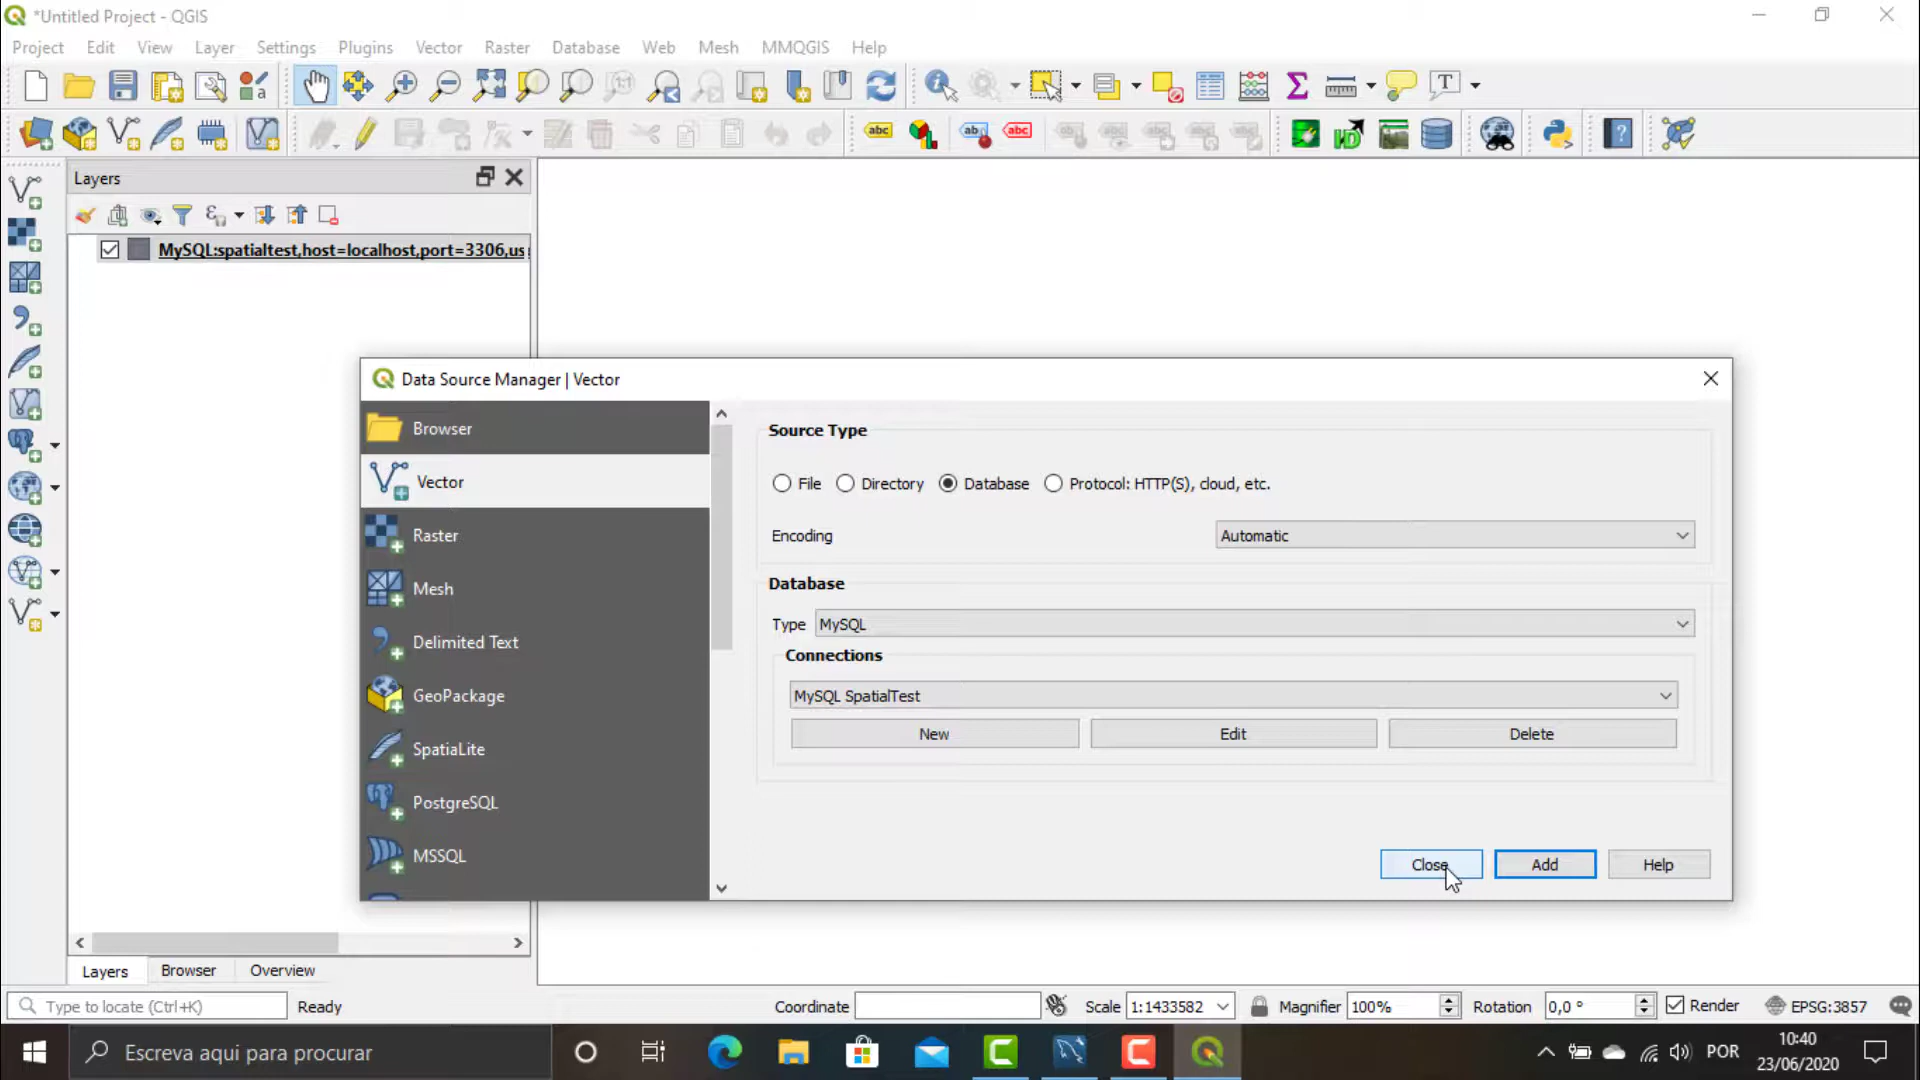 *Untitled Project - QGIS
Project Edit View Layer Settings Plugins Vector Raster Database Web Mesh MMQGIS Help
Layers
MySQL:spatialtest,host=localhost,port=3306,us
Data Source Manager | Vector
Browser
Vector
Raster
Mesh
Delimited Text
GeoPackage
SpatiaLite
PostgreSQL
MSSQL
Source Type
File Directory Database Protocol: HTTP(S), cloud, etc.
Encoding Automatic
Database
Type MySQL
Connections
MySQL SpatialTest
New Edit Delete
Close Add Help
Layers Browser Overview
Type to locate (Ctrl+K) Ready Coordinate Scale 1:1433582 Magnifier 100% Rotation 0,0 ° Render EPSG:3857
Escreva aqui para procurar
POR
10:40
23/06/2020